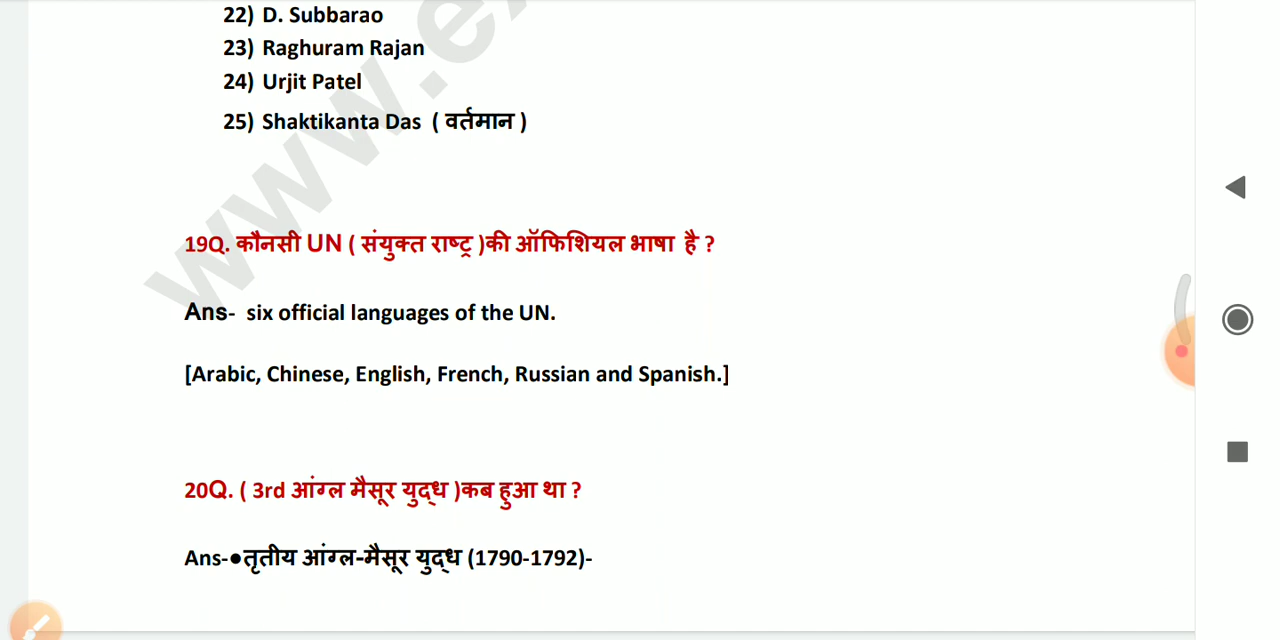 22) D. Subbarao
23) Raghuram Rajan
24) Urjit Patel
25) Shaktikanta Das ( वर्तमान )
19Q. कौनसी UN ( संयुक्त राष्ट्र )की ऑफिशियल भाषा है ?
Ans- six official languages of the UN.
[Arabic, Chinese, English, French, Russian and Spanish.]
20Q. ( 3rd आंग्ल मैसूर युद्ध )कब हुआ था ?
Ans-●तृतीय आंग्ल-मैसूर युद्ध (1790-1792)-
www.e